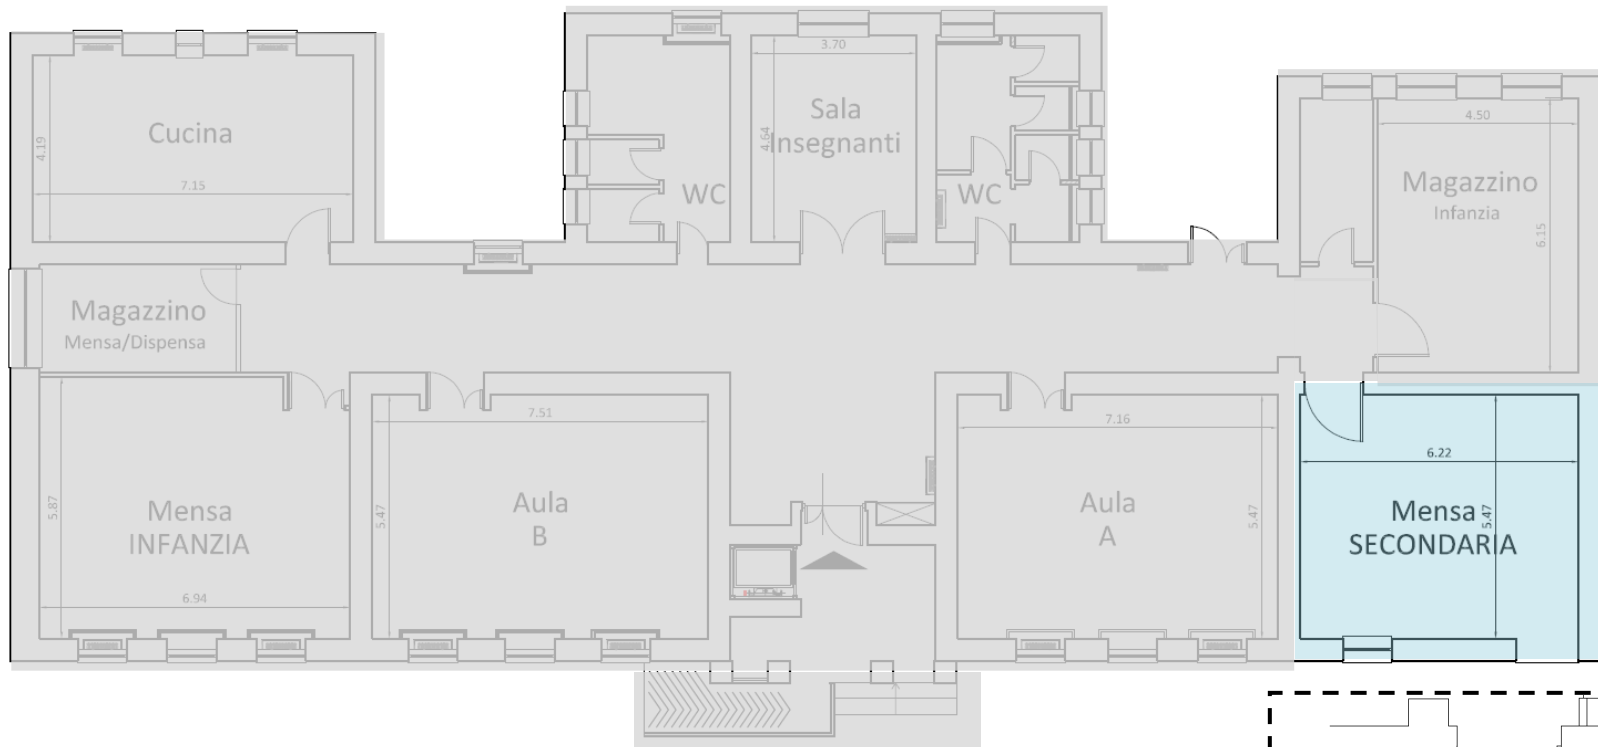 3.70
Cucina
4.19
7.15
Sala
Insegnanti
4.64
WC
WC
4.50
Magazzino
Infanzia
6.15
Magazzino
Mensa/Dispensa
7.51
7.16
6.22
Mensa
INFANZIA
5.87
6.94
Aula
B
5.47
Aula
A
5.47
Mensa
SECONDARIA
5.47